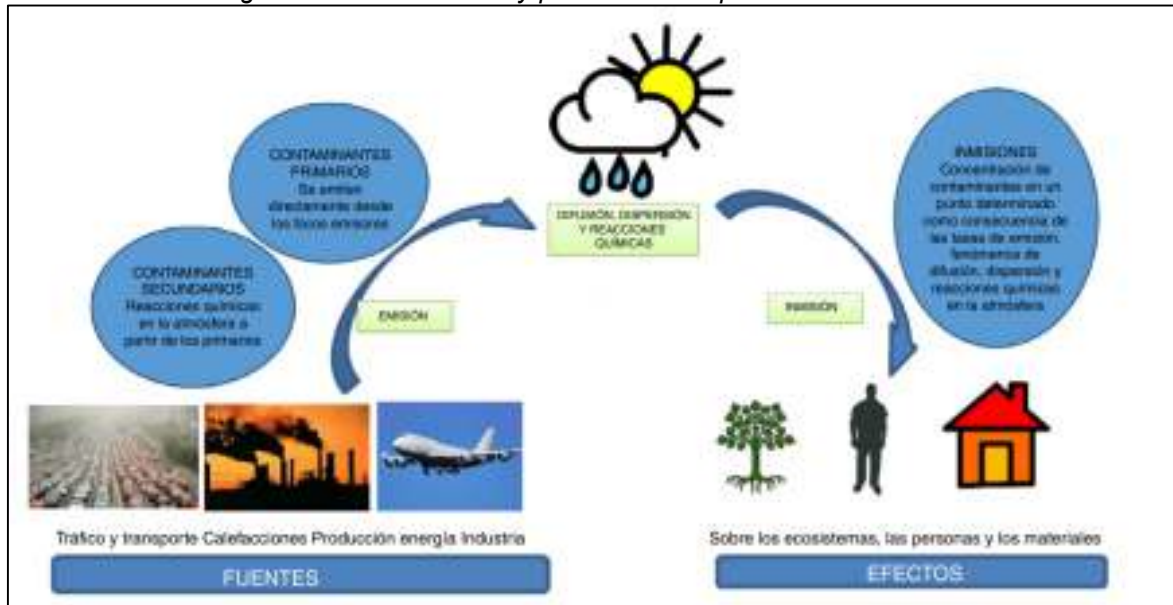 CONTAMINANTES
PRIMARIOS
Se emiten
directamente desde
los focos emisores
CONTAMINANTES
SECUNDARIOS
Reacciones químicas
en la atmósfera a
partir de los primarios
EMISIÓN
DIFUSIÓN, DISPERSIÓN
Y REACCIONES
QUÍMICAS
INMISIÓN
INMISIONES
Concentración de
contaminantes en un
punto determinado
como consecuencia de
las tasas de emisión,
fenómenos de
difusión, dispersión y
reacciones químicas
en la atmósfera
Tráfico y transporte Calefacciones Producción energía Industria
FUENTES
Sobre los ecosistemas, las personas y los materiales
EFECTOS